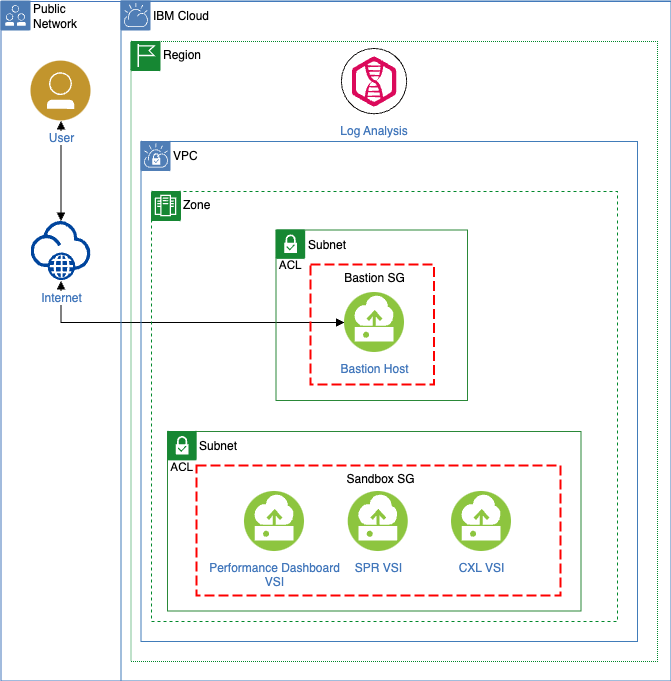 Public
Network
IBM Cloud
Region
User
Log Analysis
VPC
Zone
Internet
Subnet
ACL
Bastion SG
Bastion Host
Subnet
ACL
Sandbox SG
Performance Dashboard
VSI
SPR VSI
CXL VSI